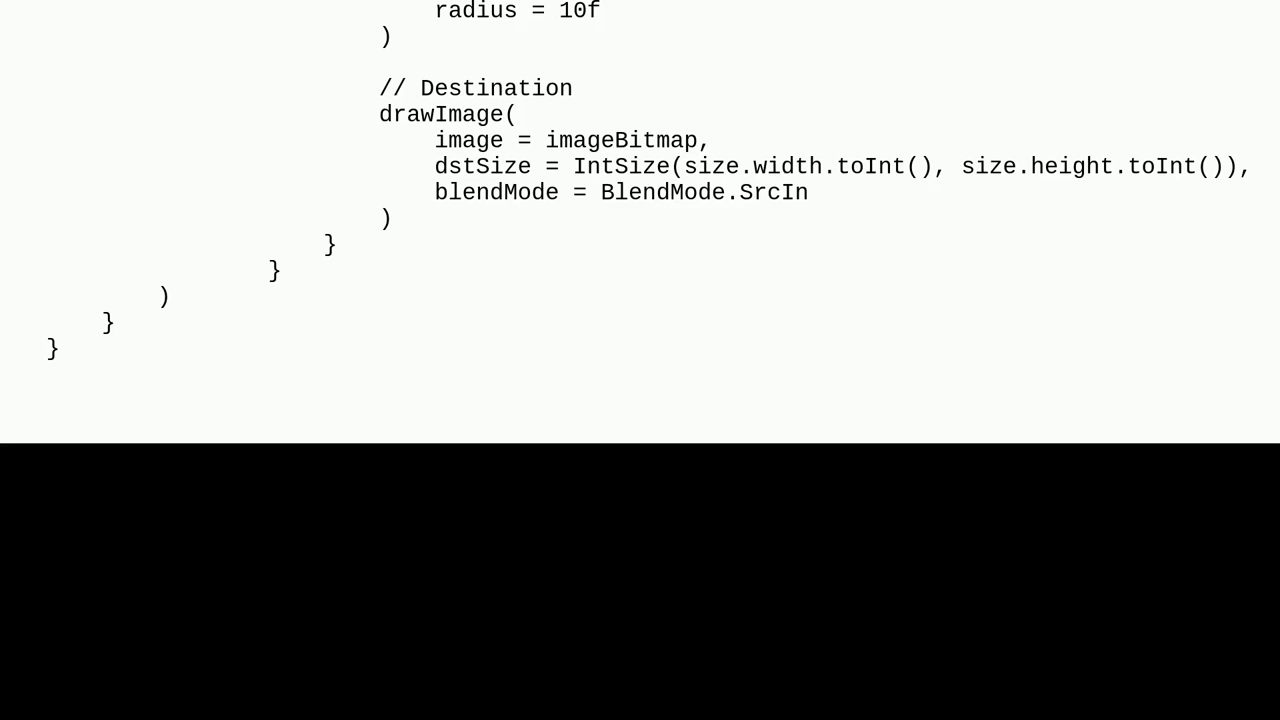 radius = 10f
)
// Destination
drawImage(
image = imageBitmap,
dstSize = IntSize(size.width.toInt(), size.height.toInt()),
blendMode = BlendMode.SrcIn
)
}
}
)
}
}